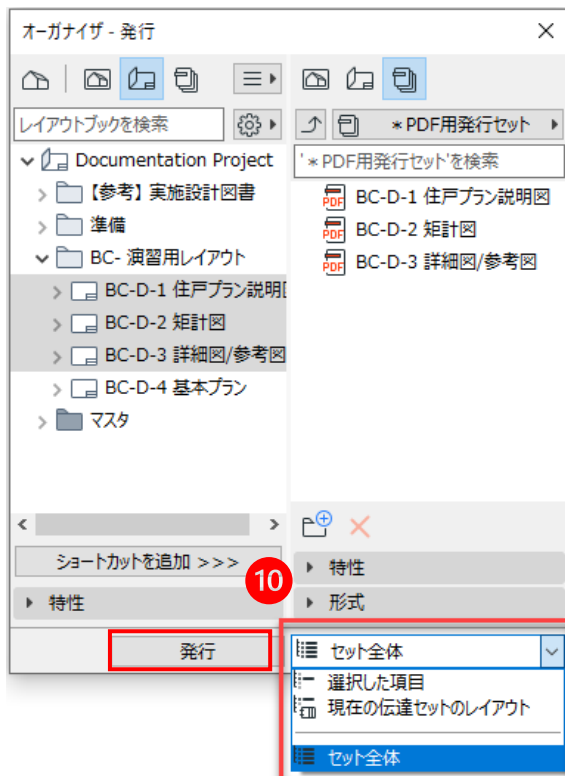 オーガナイザ - 発行
レイアウトブックを検索
Documentation Project
【参考】実施設計図書
準備
BC- 演習用レイアウト
BC-D-1 住戸プラン説明
BC-D-2 矩計図
BC-D-3 詳細図/参考図
BC-D-4 基本プラン
マスタ
ショートカットを追加 >>>
特性
発行
＊PDF用発行セット
'＊PDF用発行セット'を検索
PDF BC-D-1 住戸プラン説明図
PDF BC-D-2 矩計図
PDF BC-D-3 詳細図/参考図
特性
10
形式
セット全体
選択した項目
現在の伝達セットのレイアウト
セット全体